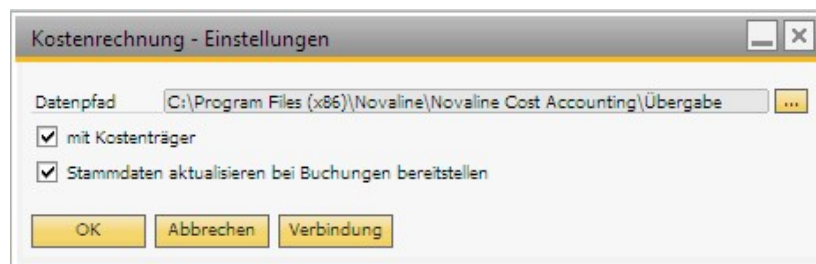 Kostenrechnung - Einstellungen
Datenpfad C:\Program Files (x86)\Novaline\Novaline Cost Accounting\Übergabe ...
mit Kostenträger
Stammdaten aktualisieren bei Buchungen bereitstellen
OK Abbrechen Verbindung